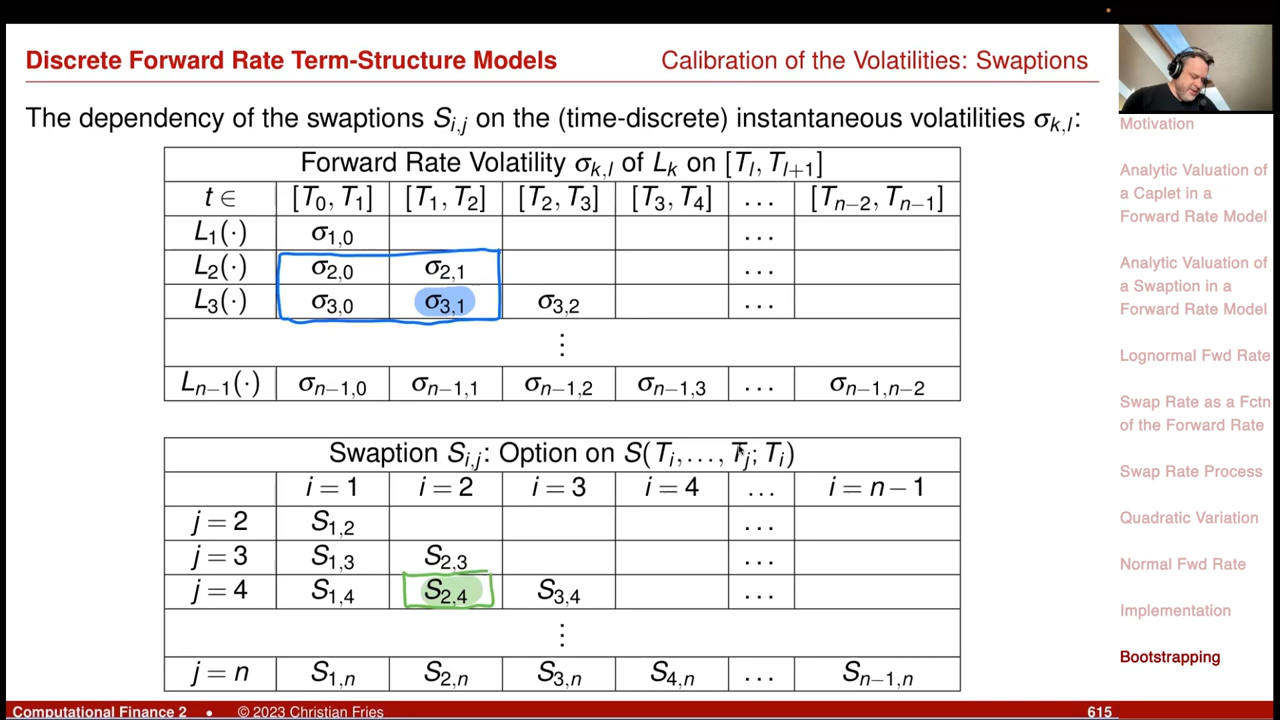 Discrete Forward Rate Term-Structure Models
Calibration of the Volatilities: Swaptions
The dependency of the swaptions S_{i,j} on the (time-discrete) instantaneous volatilities σ_{k,l}:
Forward Rate Volatility σ_{k,l} of L_k on [T_l, T_{l+1}]
t ∈ [T_0, T_1] [T_1, T_2] [T_2, T_3] [T_3, T_4] ... [T_{n−2}, T_{n−1}]
L_1(·) σ_{1,0} ...
L_2(·) σ_{2,0} σ_{2,1} ...
L_3(·) σ_{3,0} σ_{3,1} σ_{3,2} ...
⋮
L_{n−1}(·) σ_{n−1,0} σ_{n−1,1} σ_{n−1,2} σ_{n−1,3} ... σ_{n−1,n−2}
Swaption S_{i,j}: Option on S(T_i,..., T_j; T_i)
i = 1 i = 2 i = 3 i = 4 ... i = n − 1
j = 2 S_{1,2} ...
j = 3 S_{1,3} S_{2,3} ...
j = 4 S_{1,4} S_{2,4} S_{3,4} ...
⋮
j = n S_{1,n} S_{2,n} S_{3,n} S_{4,n} ... S_{n−1,n}
Motivation
Analytic Valuation of
a Caplet in a
Forward Rate Model
Analytic Valuation of
a Swaption in a
Forward Rate Model
Lognormal Fwd Rate
Swap Rate as a Fctn
of the Forward Rate
Swap Rate Process
Quadratic Variation
Normal Fwd Rate
Implementation
Bootstrapping
Computational Finance 2 • © 2023 Christian Fries
615